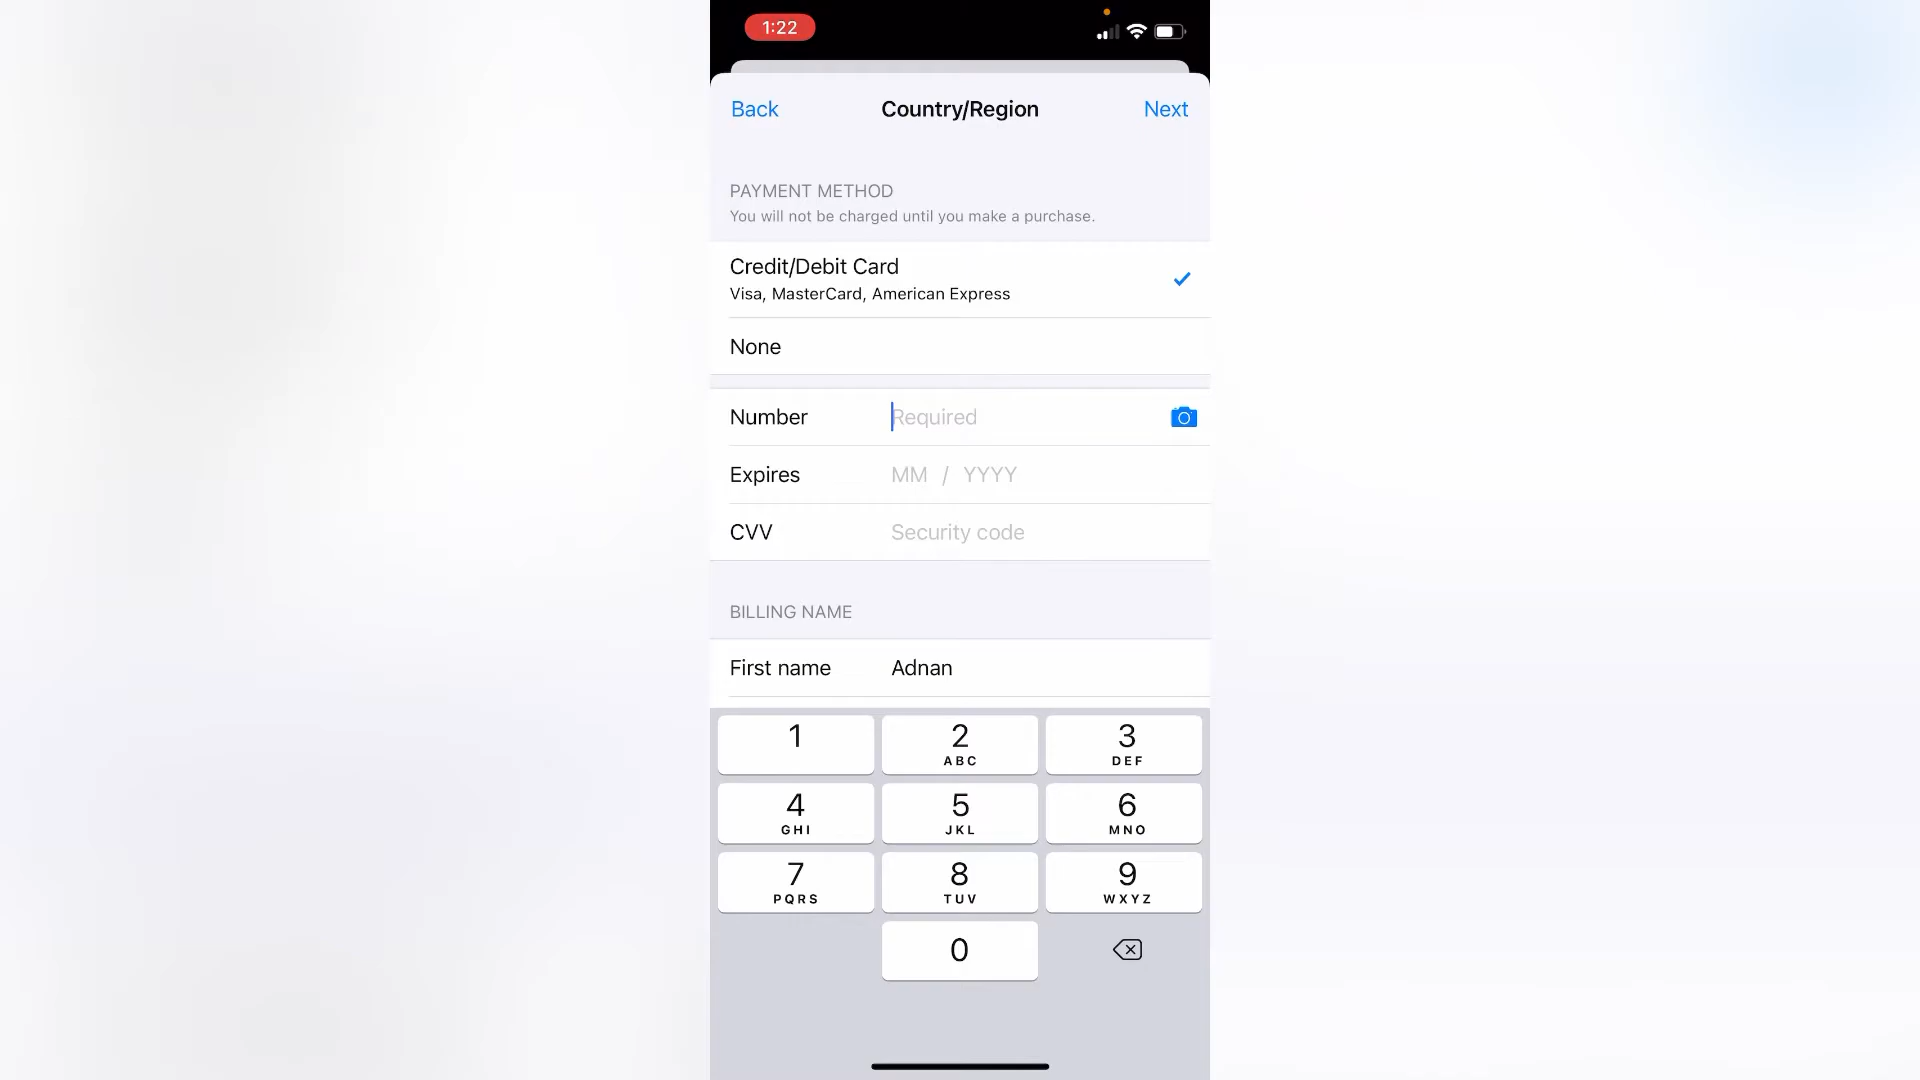 1:22
Back Country/Region Next
PAYMENT METHOD
You will not be charged until you make a purchase.
Credit/Debit Card
Visa, MasterCard, American Express
None
Number Required
Expires MM / YYYY
CVV Security code
BILLING NAME
First name Adnan
1 2 3
ABC DEF
4 5 6
GHI JKL MNO
7 8 9
PQRS TUV WXYZ
0